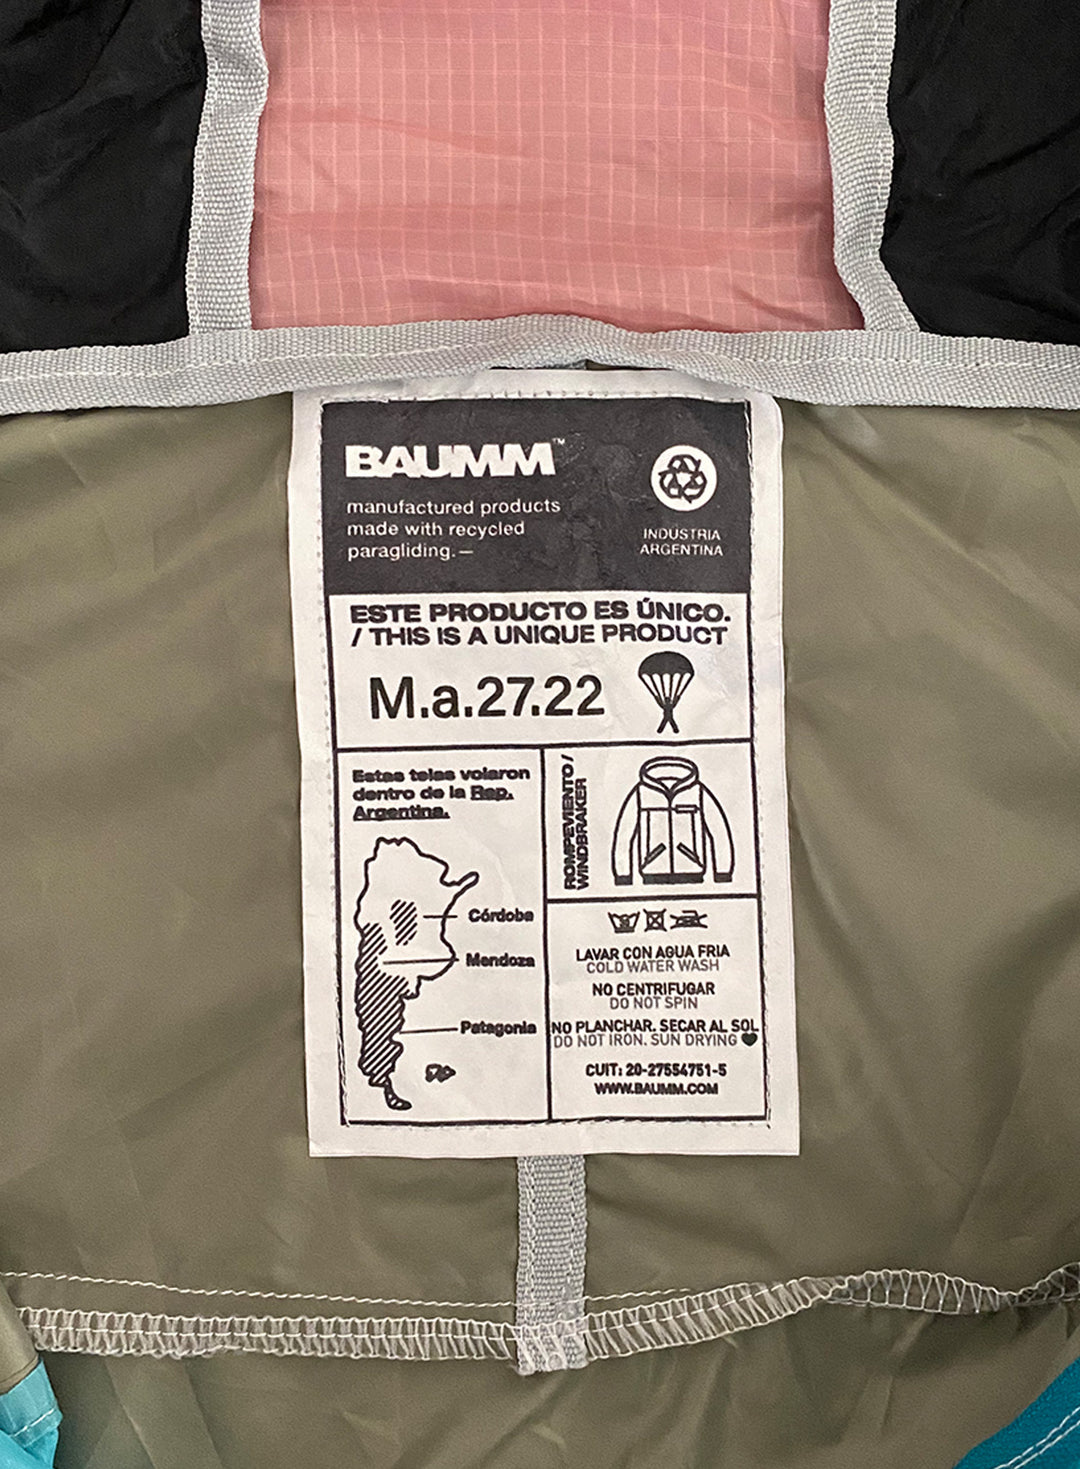 BAUMM™
manufactured products
made with recycled
paragliding.—
INDUSTRIA
ARGENTINA
ESTE PRODUCTO ES ÚNICO.
/ THIS IS A UNIQUE PRODUCT
M.a.27.22
Estas telas volaron
dentro de la Rep.
Argentina.
Córdoba
Mendoza
Patagonia
ROMPEVIENTO /
WINDBRAKER
LAVAR CON AGUA FRIA
COLD WATER WASH
NO CENTRIFUGAR
DO NOT SPIN
NO PLANCHAR. SECAR AL SOL
DO NOT IRON. SUN DRYING
CUIT: 20-27554751-5
WWW.BAUMM.COM